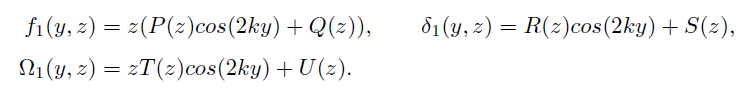 f₁(y, z) = z(P(z)cos(2ky) + Q(z)), δ₁(y, z) = R(z)cos(2ky) + S(z),
Ω₁(y, z) = zT(z)cos(2ky) + U(z).